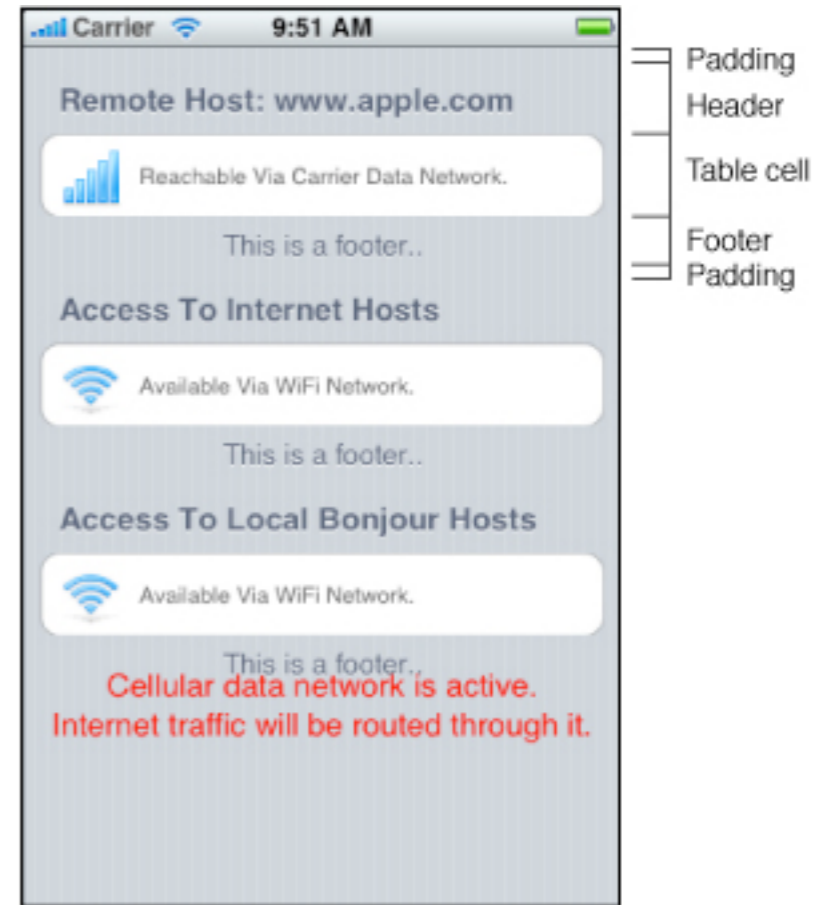 Carrier 9:51 AM
Padding
Remote Host: www.apple.com
Header
Reachable Via Carrier Data Network.
Table cell
This is a footer..
Footer
Padding
Access To Internet Hosts
Available Via WiFi Network.
This is a footer..
Access To Local Bonjour Hosts
Available Via WiFi Network.
This is a footer..
Cellular data network is active.
Internet traffic will be routed through it.